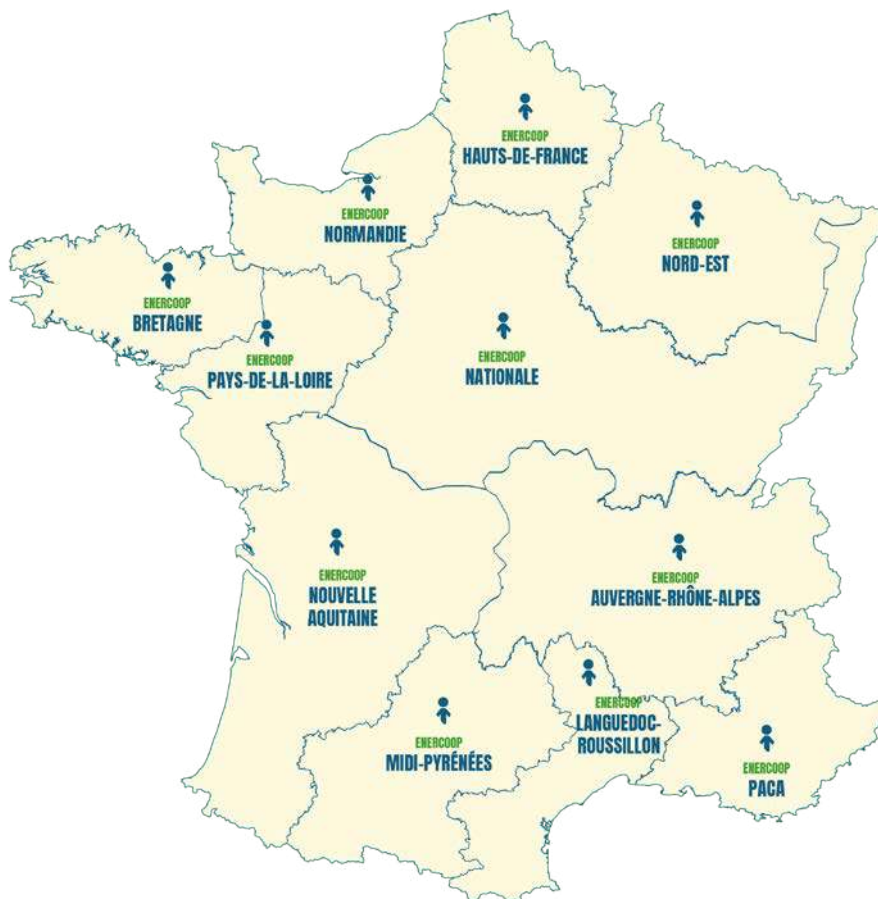 ENERCOOP
HAUTS-DE-FRANCE
ENERCOOP
NORMANDIE
ENERCOOP
NORD-EST
ENERCOOP
BRETAGNE
ENERCOOP
PAYS-DE-LA-LOIRE
ENERCOOP
NATIONALE
ENERCOOP
NOUVELLE
AQUITAINE
ENERCOOP
AUVERGNE-RHÔNE-ALPES
ENERCOOP
LANGUEDOC-
ROUSSILLON
ENERCOOP
MIDI-PYRÉNÉES
ENERCOOP
PACA